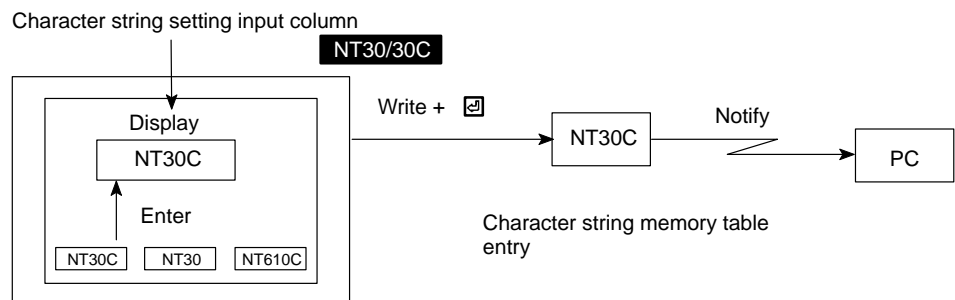 Character string setting input column
NT30/30C
Write + ↵
Display
NT30C
Enter
NT30C NT30 NT610C
NT30C
Notify
PC
Character string memory table
entry